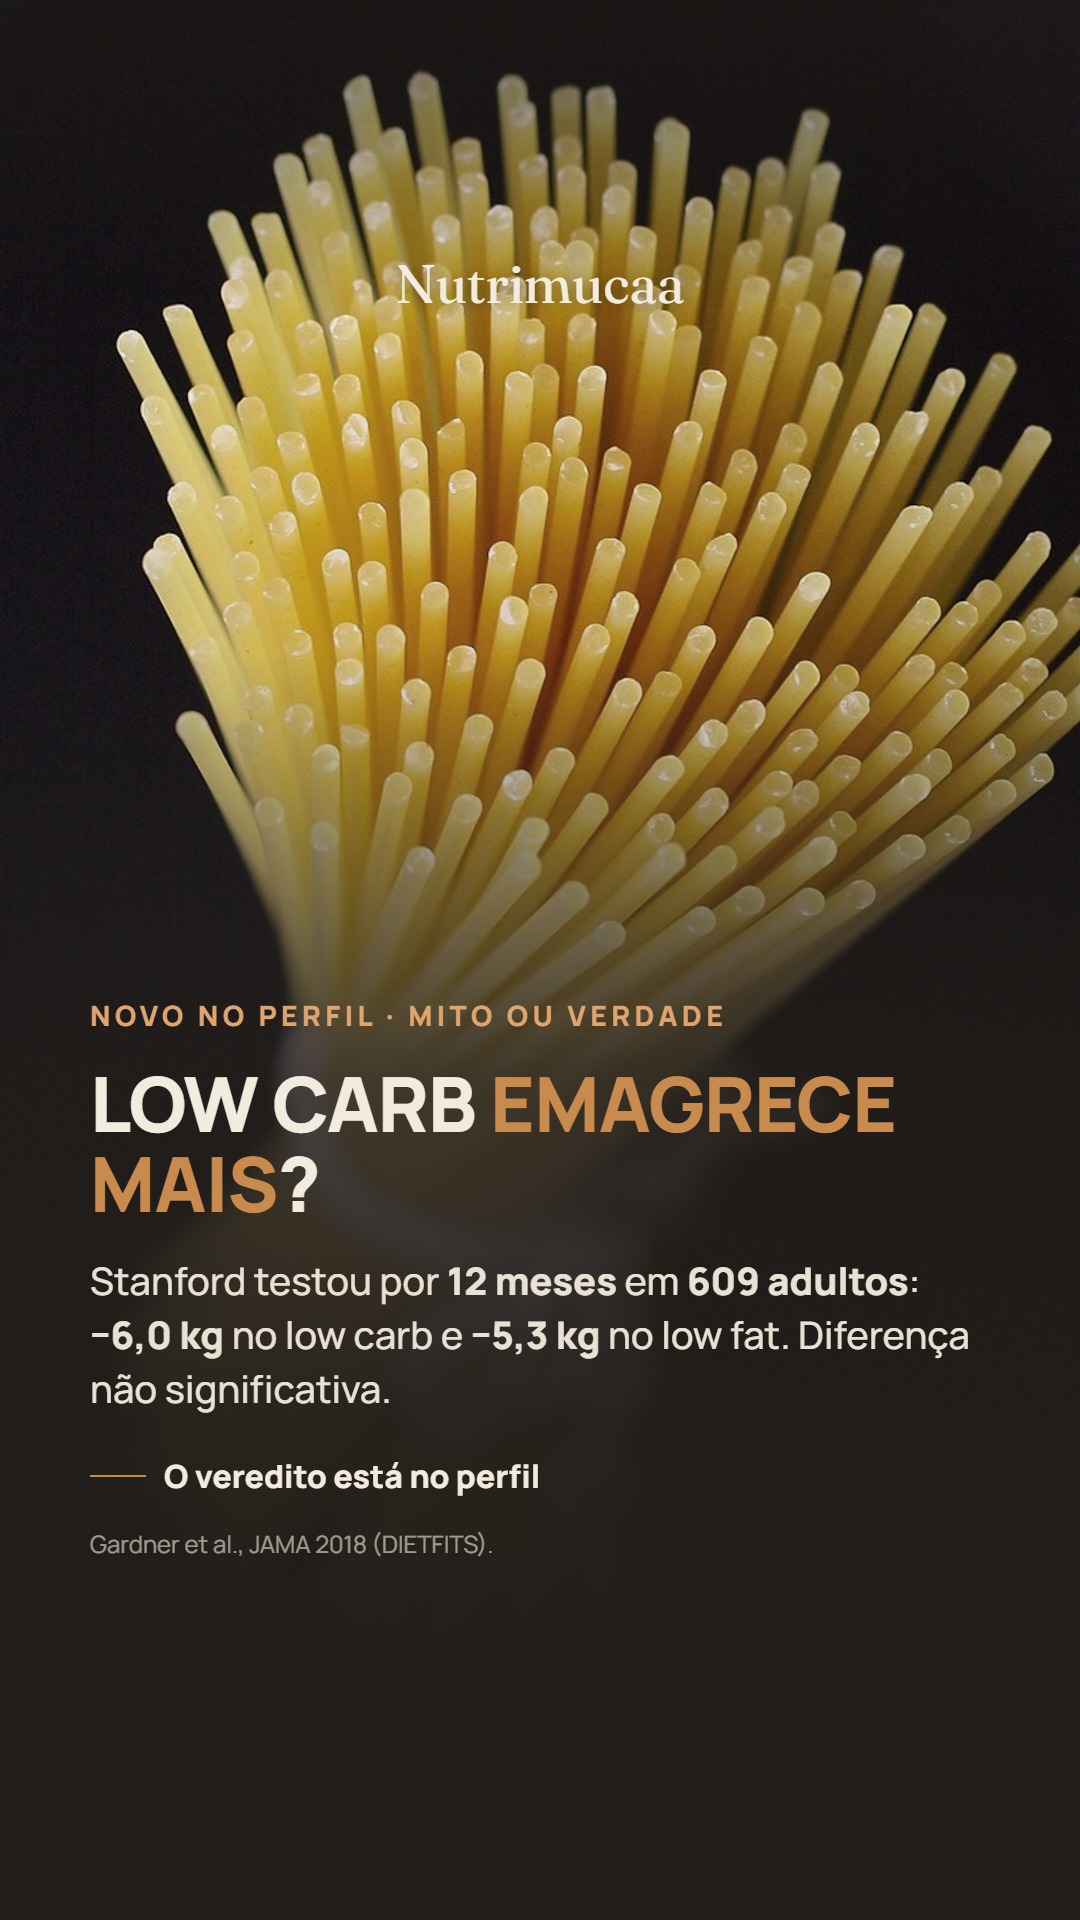 Nutrimucaa
NOVO NO PERFIL · MITO OU VERDADE
LOW CARB EMAGRECE
MAIS?
Stanford testou por 12 meses em 609 adultos:
−6,0 kg no low carb e −5,3 kg no low fat. Diferença
não significativa.
O veredito está no perfil
Gardner et al., JAMA 2018 (DIETFITS).